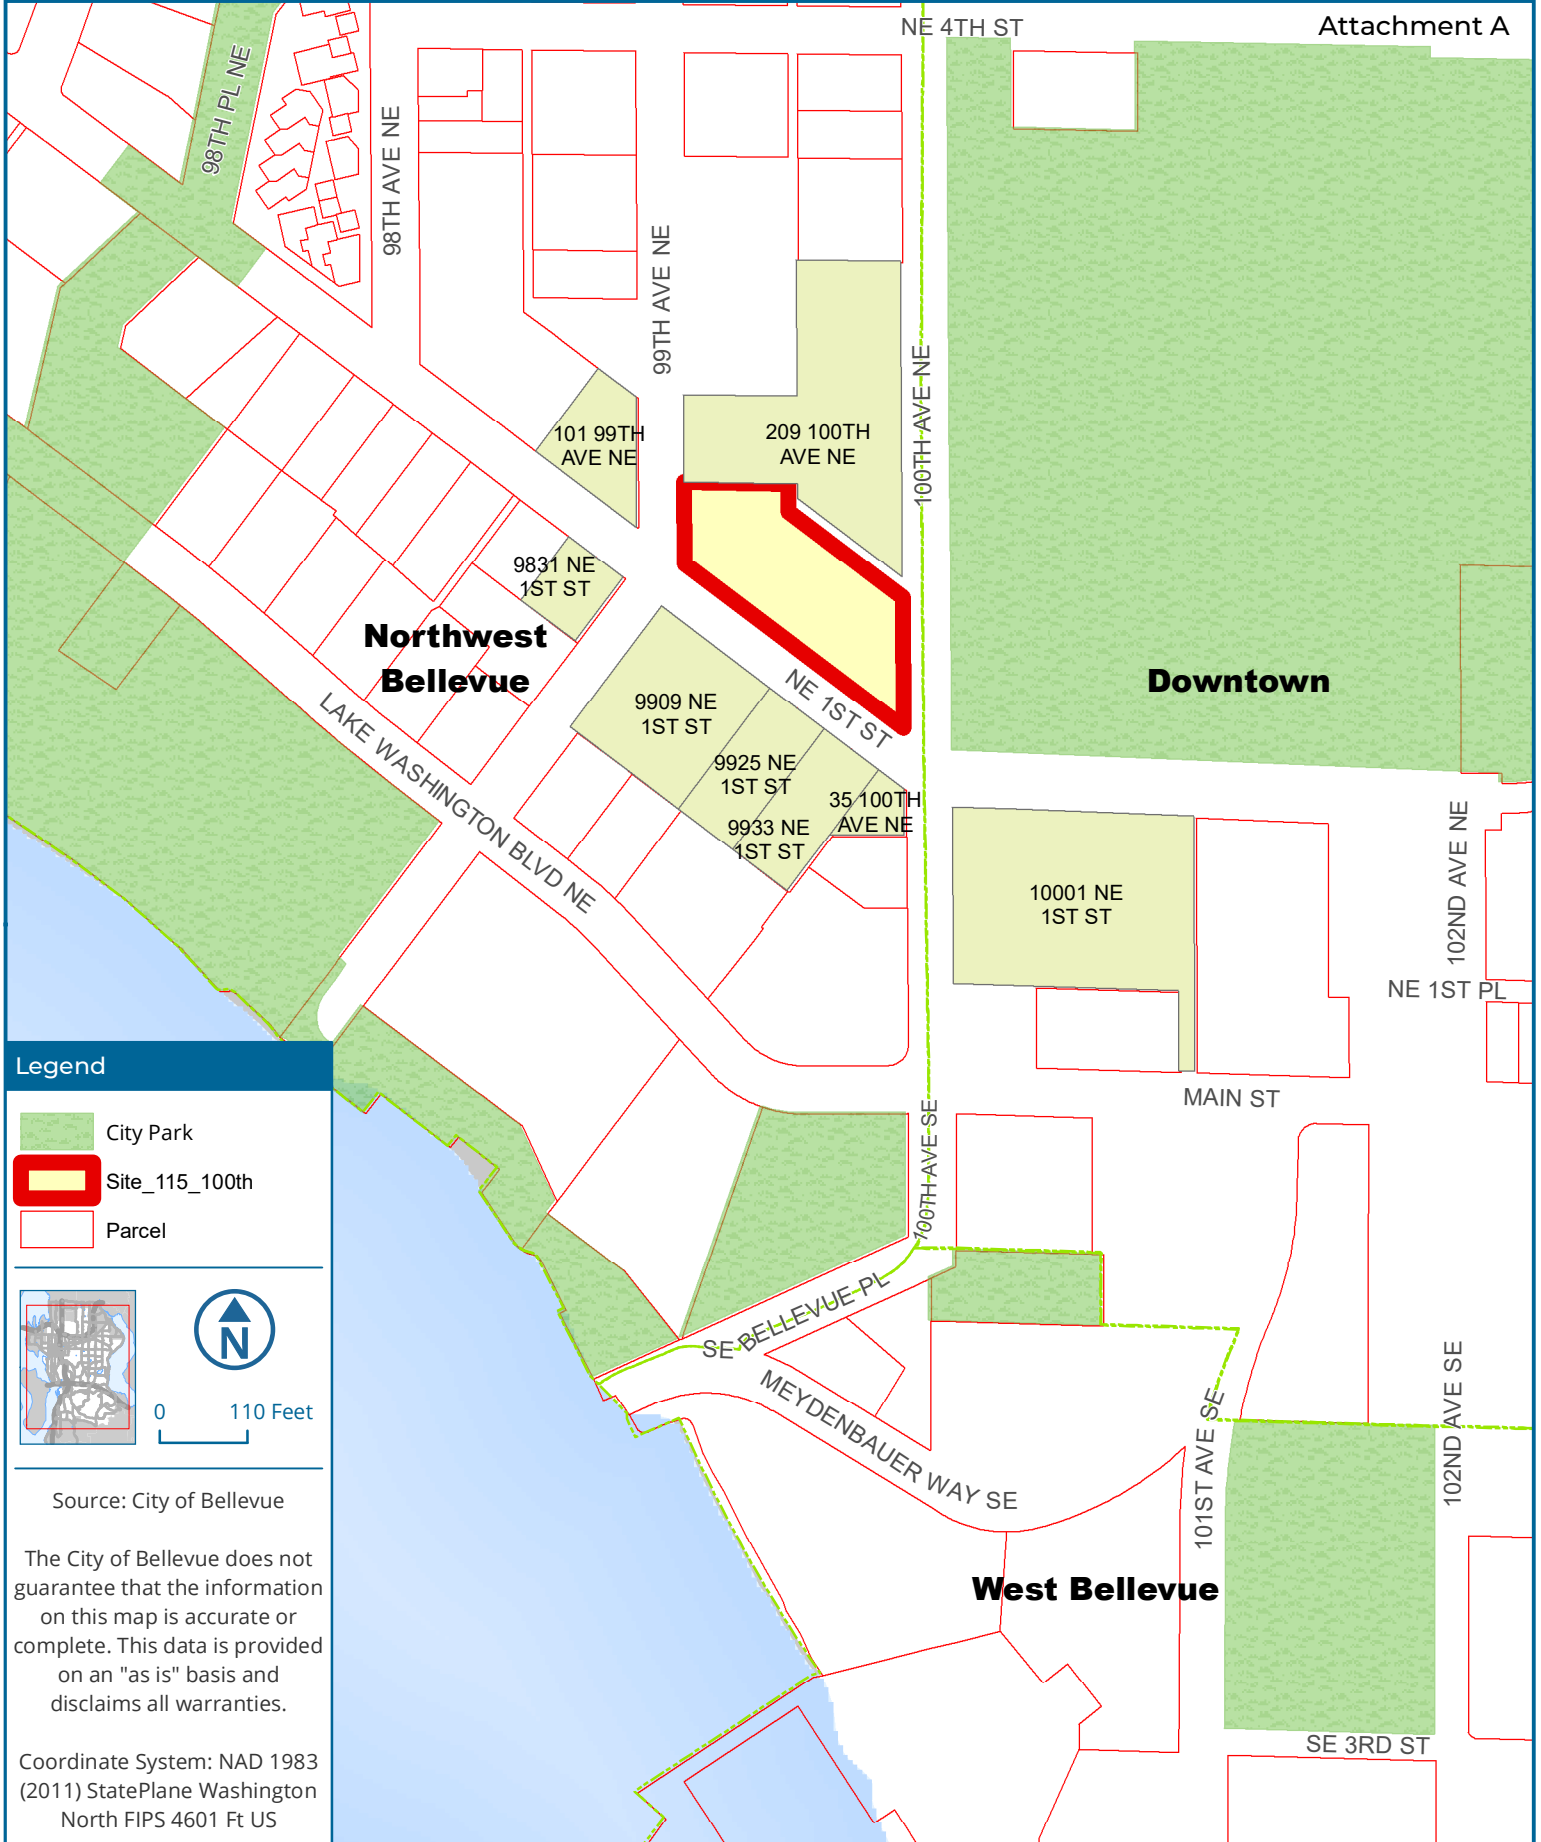 Attachment A
NE 4TH ST
98TH PL NE
98TH AVE NE
99TH AVE NE
100TH AVE NE
101 99TH
AVE NE
209 100TH
AVE NE
9831 NE
1ST ST
Northwest
Bellevue
Downtown
NE 1ST ST
9909 NE
1ST ST
9925 NE
1ST ST
9933 NE
1ST ST
35 100TH
AVE NE
LAKE WASHINGTON BLVD NE
10001 NE
1ST ST
102ND AVE NE
NE 1ST PL
MAIN ST
100TH AVE SE
SE BELLEVUE PL
MEYDENBAUER WAY SE
101ST AVE SE
102ND AVE SE
West Bellevue
SE 3RD ST
Legend
City Park
Site_115_100th
Parcel
N
0 110 Feet
Source: City of Bellevue
The City of Bellevue does not
guarantee that the information
on this map is accurate or
complete. This data is provided
on an "as is" basis and
disclaims all warranties.
Coordinate System: NAD 1983
(2011) StatePlane Washington
North FIPS 4601 Ft US